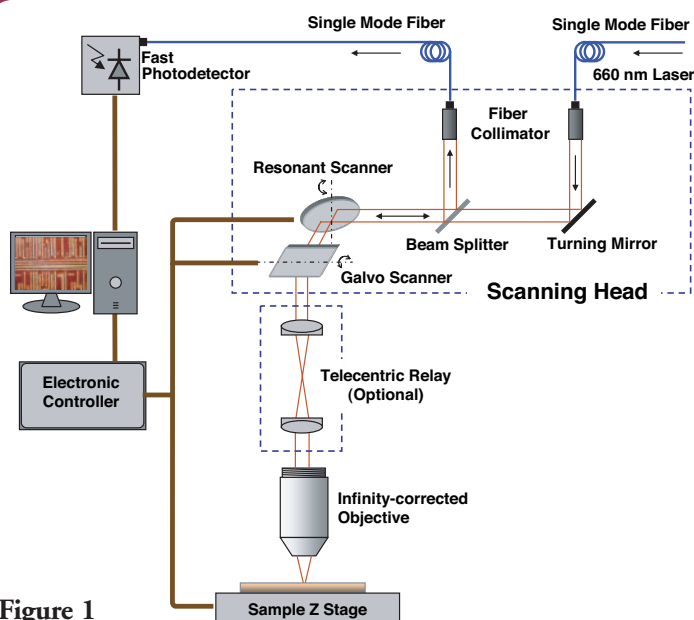 Single Mode Fiber
Single Mode Fiber
Fast
Photodetector
660 nm Laser
Fiber
Collimator
Resonant Scanner
Beam Splitter
Turning Mirror
Galvo Scanner
Scanning Head
Telecentric Relay
(Optional)
Electronic
Controller
Infinity-corrected
Objective
Sample Z Stage
Figure 1